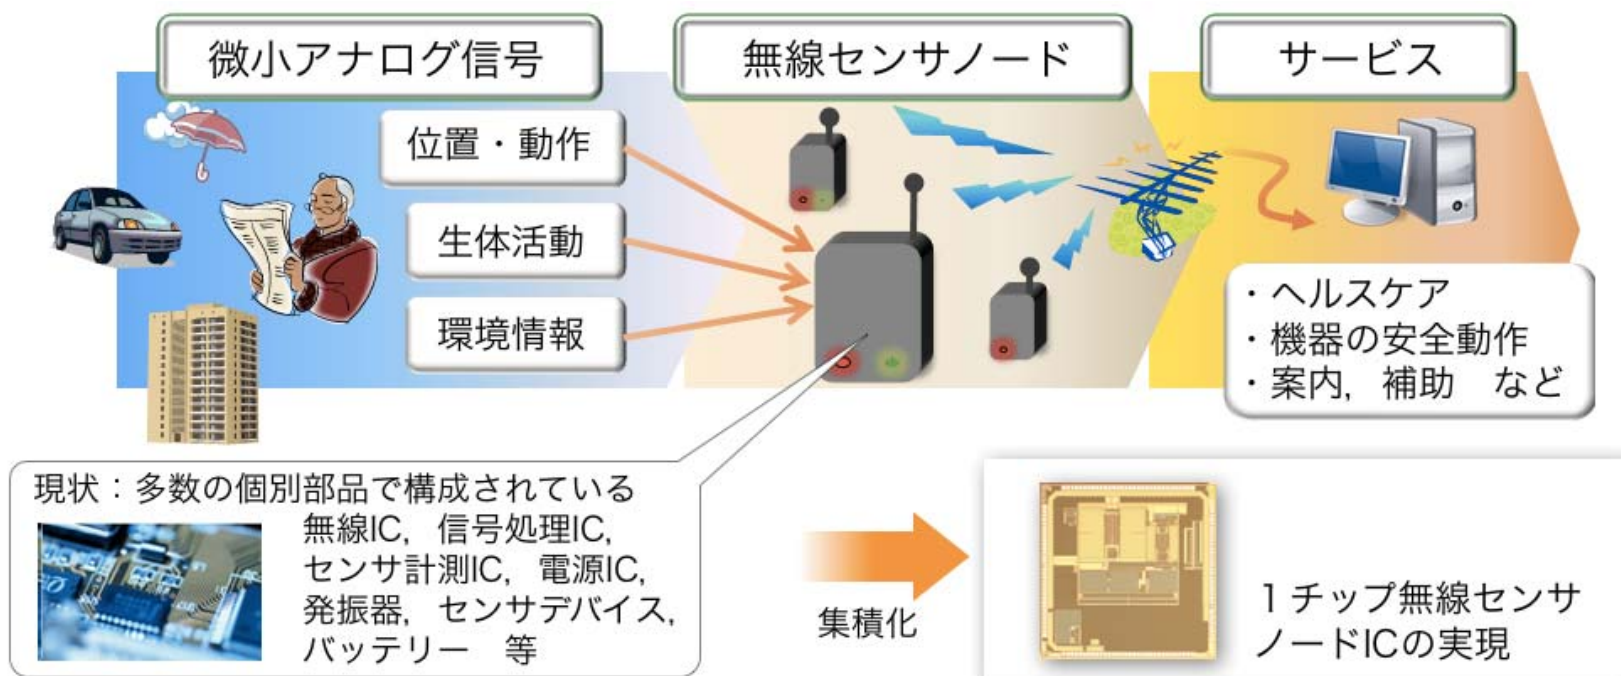 微小アナログ信号
無線センサノード
サービス
位置・動作
生体活動
環境情報
・ヘルスケア
・機器の安全動作
・案内，補助　など
現状：多数の個別部品で構成されている
無線IC，信号処理IC，
センサ計測IC，電源IC，
発振器，センサデバイス，
バッテリー　等
集積化
１チップ無線センサ
ノードICの実現